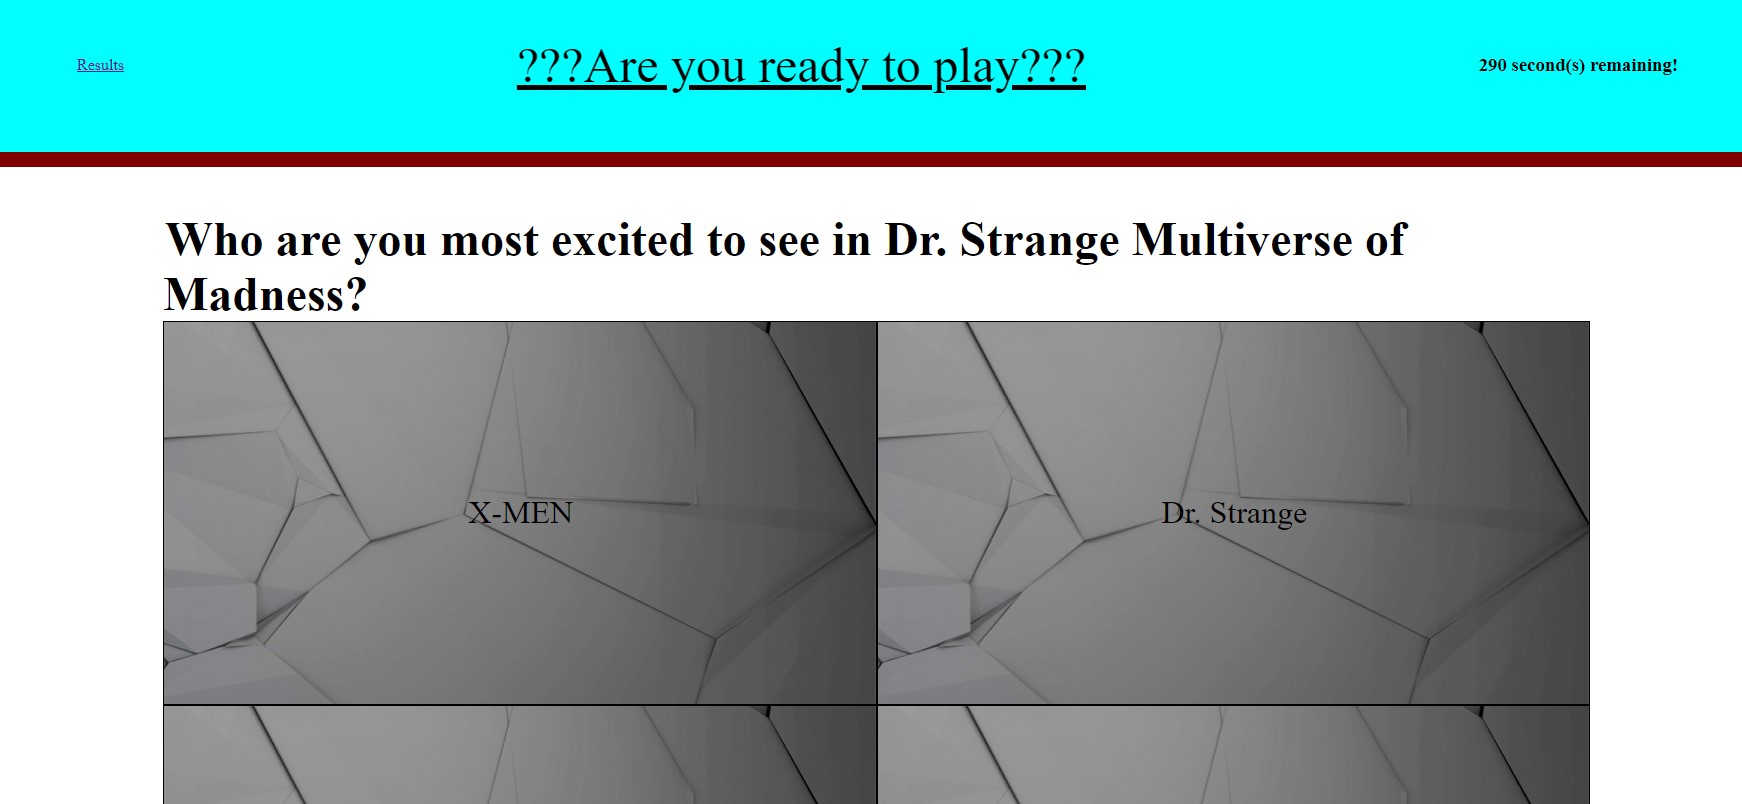 Results
???Are you ready to play???
290 second(s) remaining!
Who are you most excited to see in Dr. Strange Multiverse of
Madness?
X-MEN
Dr. Strange